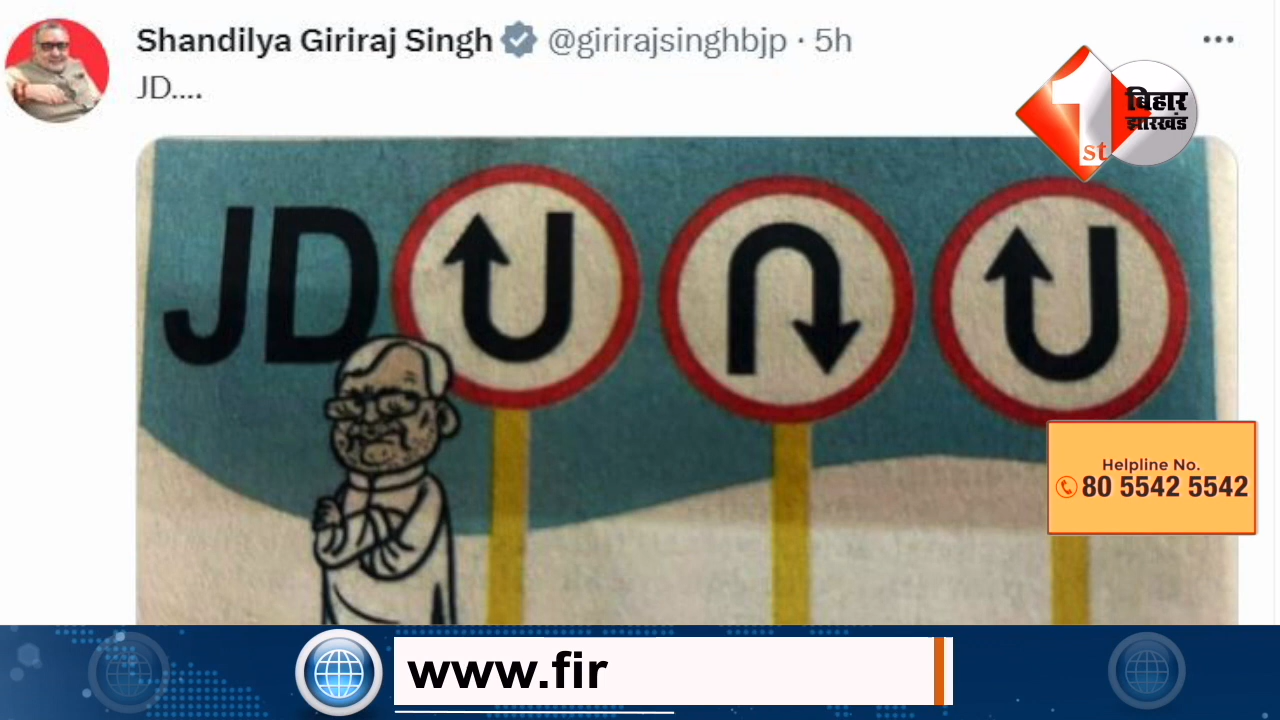 Shandilya Giriraj Singh @girirajsinghbjp · 5h
JD....
1st
बिहार
झारखंड
JD
Helpline No.
80 5542 5542
www.fir